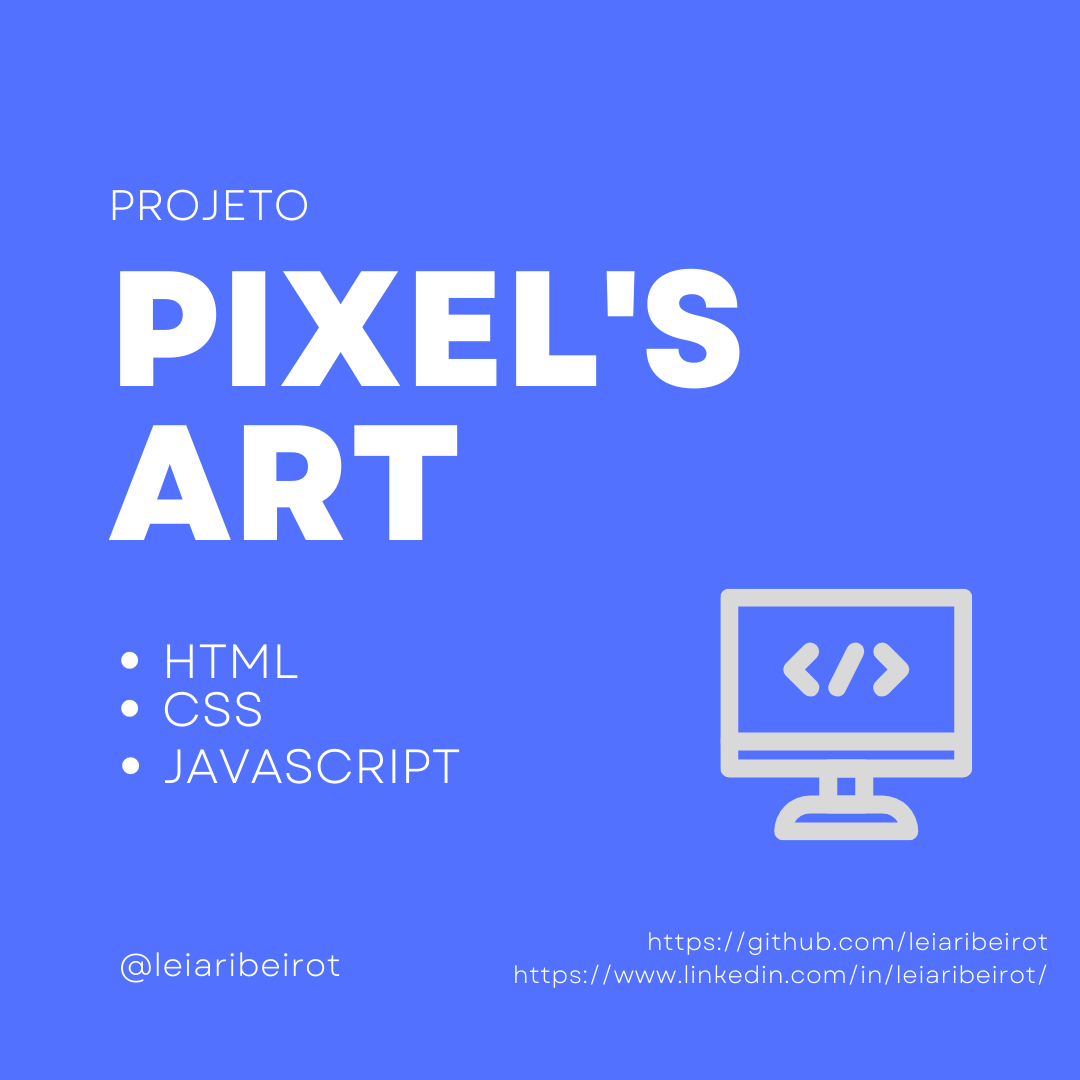 PROJETO
PIXEL'S
ART
• HTML
• CSS
• JAVASCRIPT
</>
@leiaribeirot
https://github.com/leiaribeirot
https://www.linkedin.com/in/leiaribeirot/